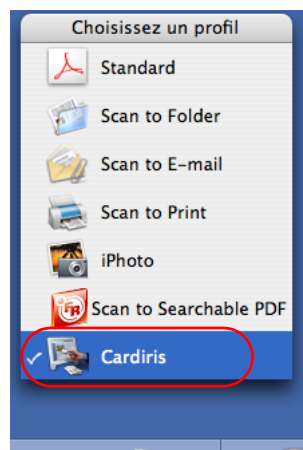 Choisissez un profil
Standard
Scan to Folder
Scan to E-mail
Scan to Print
iPhoto
Scan to Searchable PDF
Cardiris